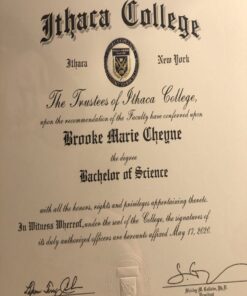 Ithaca College
Ithaca New York
The Trustees of Ithaca College,
upon the recommendation of the Faculty have conferred upon
Brooke Marie Cheyne
the degree
Bachelor of Science
with all the honors, rights and privileges appertaining thereto.
In Witness Whereof, under the seal of the College, the signatures of
its duly authorized officers are hereunto affixed May 17, 2020.